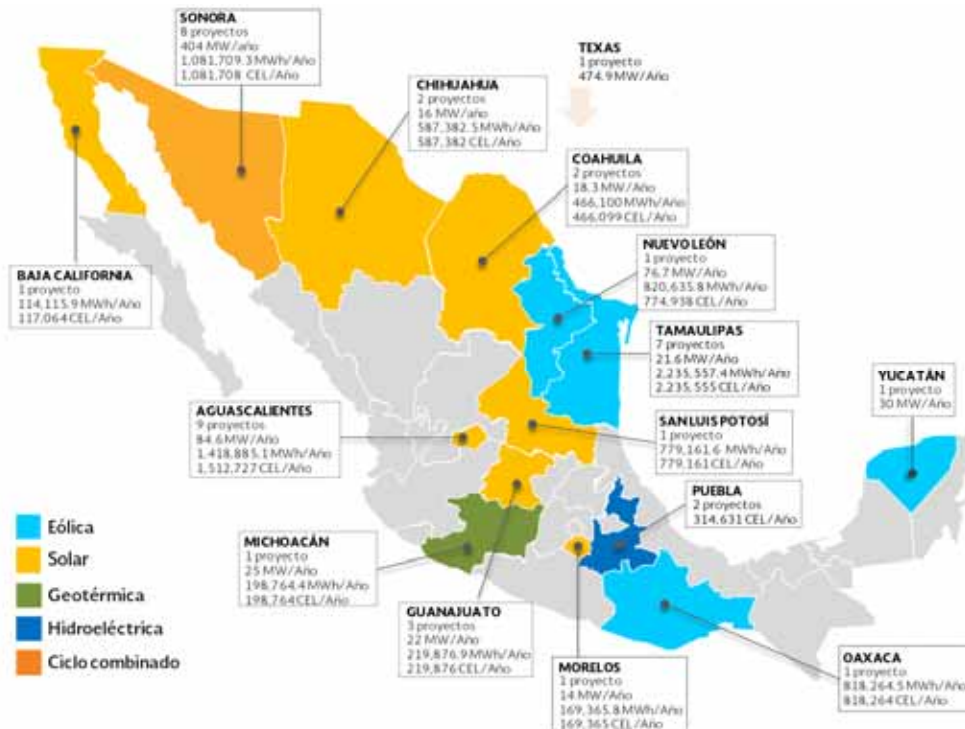 SONORA
8 proyectos
404 MW/año
1,081,709.3 MWh/Año
1,081,708 CEL/Año
TEXAS
1 proyecto
474.9 MW/Año
CHIHUAHUA
2 proyectos
16 MW/año
587,382.5 MWh/Año
587,382 CEL/Año
COAHUILA
2 proyectos
18.3 MW/Año
466,100 MWh/Año
466,099 CEL/Año
NUEVO LEÓN
1 proyecto
76.7 MW/Año
820,635.8 MWh/Año
774,938 CEL/Año
BAJA CALIFORNIA
1 proyecto
114,115.9 MWh/Año
117,064 CEL/Año
TAMAULIPAS
7 proyectos
21.6 MW/Año
2,235,557.4 MWh/Año
2,235,555 CEL/Año
YUCATÁN
1 proyecto
30 MW/Año
AGUASCALIENTES
9 proyectos
84.6 MW/Año
1,418,885.1 MWh/Año
1,512,727 CEL/Año
SAN LUIS POTOSÍ
1 proyecto
779,161.6 MWh/Año
779,161 CEL/Año
PUEBLA
2 proyectos
314,631 CEL/Año
MICHOACÁN
1 proyecto
25 MW/Año
198,764.4 MWh/Año
198,764 CEL/Año
GUANAJUATO
3 proyectos
22 MW/Año
219,876.9 MWh/Año
219,876 CEL/Año
MORELOS
1 proyecto
14 MW/Año
169,365.8 MWh/Año
169,365 CEL/Año
OAXACA
1 proyecto
818,264.5 MWh/Año
818,264 CEL/Año
Eólica
Solar
Geotérmica
Hidroeléctrica
Ciclo combinado